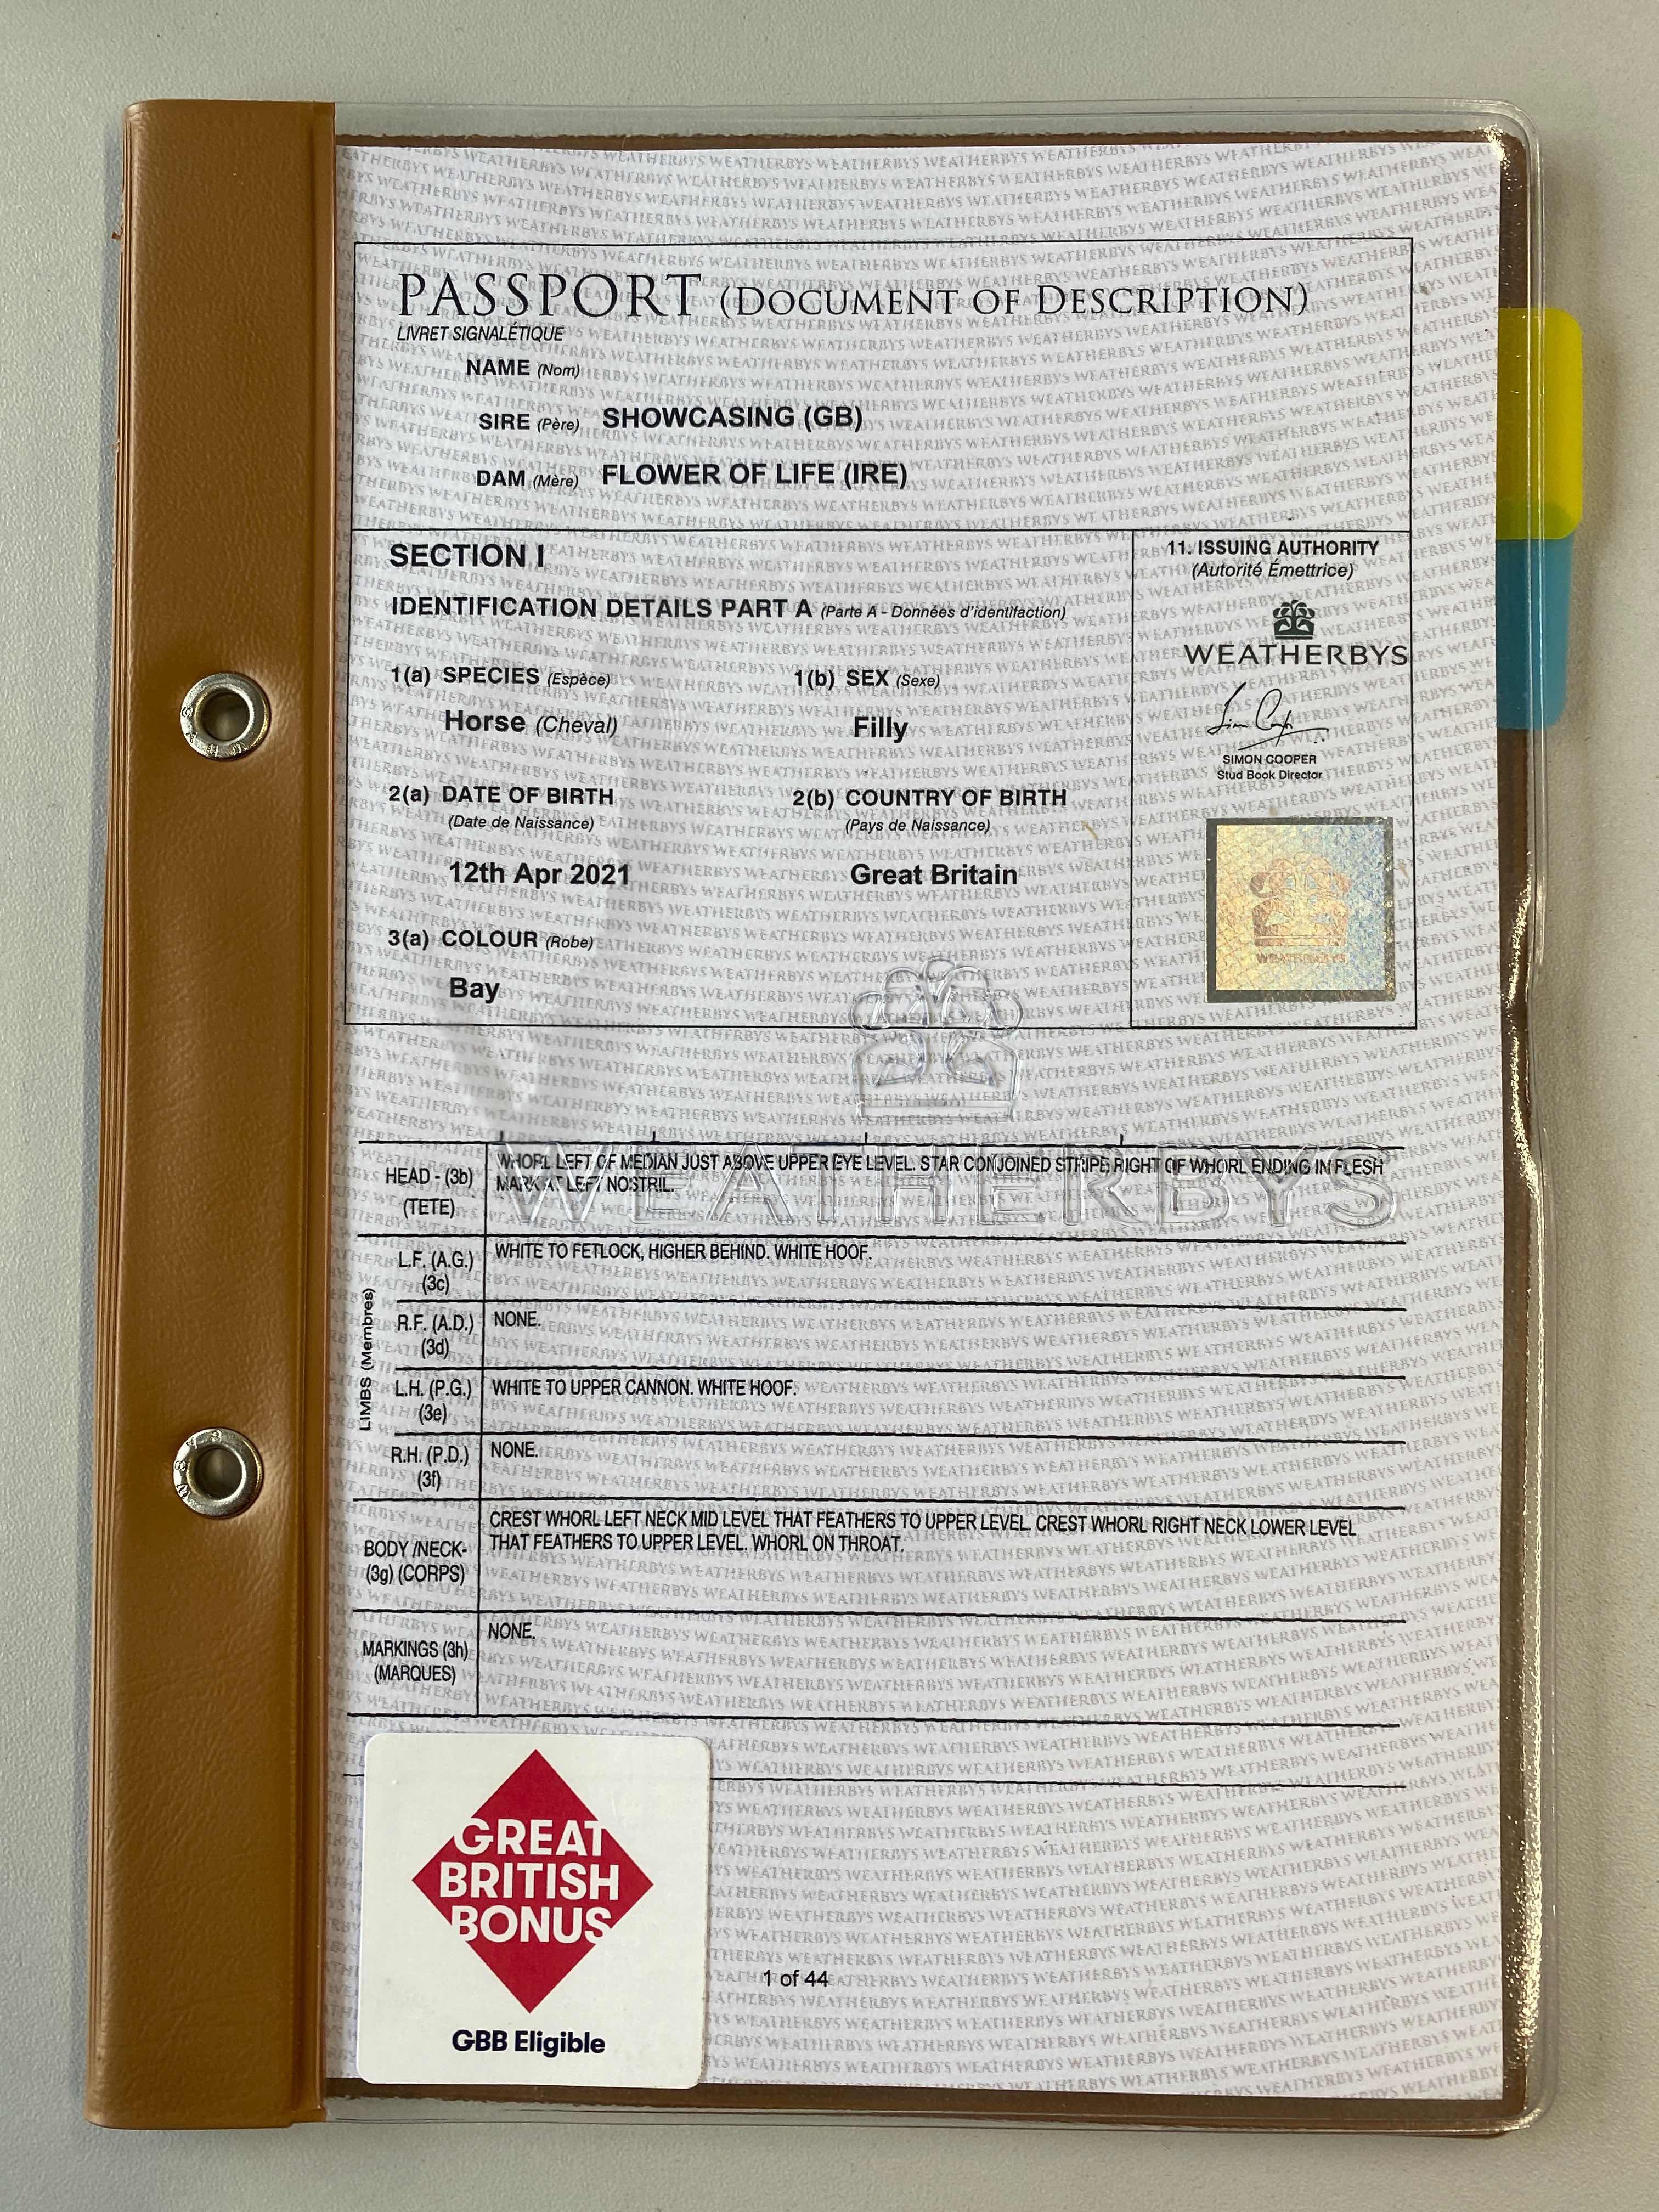 PASSPORT (DOCUMENT OF DESCRIPTION)
LIVRET SIGNALÉTIQUE
NAME (Nom)
SIRE (Père) SHOWCASING (GB)
DAM (Mère) FLOWER OF LIFE (IRE)
SECTION I
IDENTIFICATION DETAILS PART A (Parte A - Données d'identifaction)
1(a) SPECIES (Espèce)
1(b) SEX (Sexe)
Horse (Cheval)
Filly
2(a) DATE OF BIRTH
(Date de Naissance)
2(b) COUNTRY OF BIRTH
(Pays de Naissance)
12th Apr 2021
Great Britain
3(a) COLOUR (Robe)
Bay
11. ISSUING AUTHORITY
(Autorité Émettrice)
WEATHERBYS
SIMON COOPER
Stud Book Director
WEATHERBYS
WEATHERBYS
HEAD - (3b)
(TETE)
WHORL LEFT OF MEDIAN JUST ABOVE UPPER EYE LEVEL. STAR CONJOINED STRIPE RIGHT OF WHORL ENDING IN FLESH
MARK AT LEFT NOSTRIL.
LIMBS (Membres)
L.F. (A.G.)
(3c)
WHITE TO FETLOCK, HIGHER BEHIND. WHITE HOOF.
R.F. (A.D.)
(3d)
NONE.
L.H. (P.G.)
(3e)
WHITE TO UPPER CANNON. WHITE HOOF.
R.H. (P.D.)
(3f)
NONE.
BODY /NECK-
(3g) (CORPS)
CREST WHORL LEFT NECK MID LEVEL THAT FEATHERS TO UPPER LEVEL. CREST WHORL RIGHT NECK LOWER LEVEL
THAT FEATHERS TO UPPER LEVEL. WHORL ON THROAT.
MARKINGS (3h)
(MARQUES)
NONE.
GREAT
BRITISH
BONUS
GBB Eligible
1 of 44